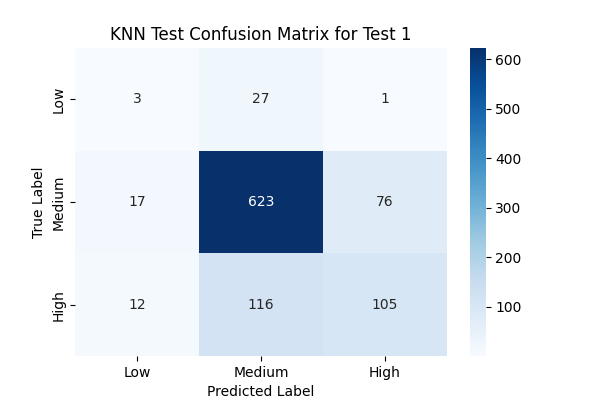 KNN Test Confusion Matrix for Test 1
True Label
Low
3 27 1
Medium
17 623 76
High
12 116 105
Low Medium High
Predicted Label
600
500
400
300
200
100